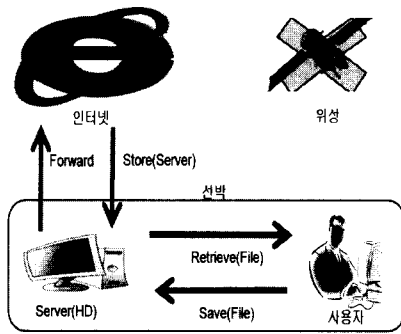 인터넷
위성
Forward
Store(Server)
선박
Retrieve(File)
Server(HD)
Save(File)
사용자